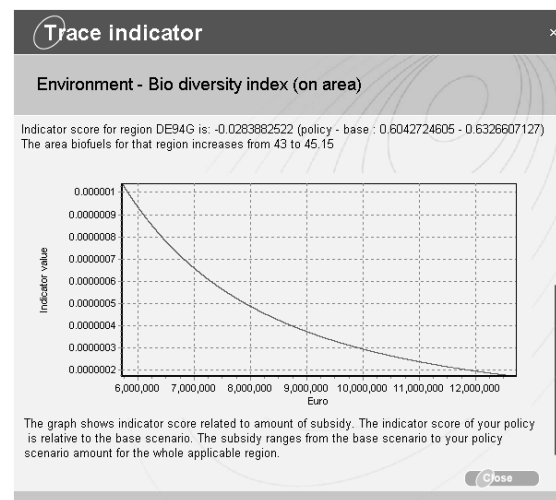 Trace indicator
×
Environment - Bio diversity index (on area)
Indicator score for region DE94G is: -0.0283882522 (policy - base : 0.6042724605 - 0.6326607127)
The area biofuels for that region increases from 43 to 45.15
0.000001
0.0000009
0.0000008
0.0000007
0.0000006
0.0000005
0.0000004
0.0000003
0.0000002
Indicator value
6,000,000 7,000,000 8,000,000 9,000,000 10,000,000 11,000,000 12,000,000
Euro
The graph shows indicator score related to amount of subsidy. The indicator score of your policy
is relative to the base scenario. The subsidy ranges from the base scenario to your policy
scenario amount for the whole applicable region.
Close